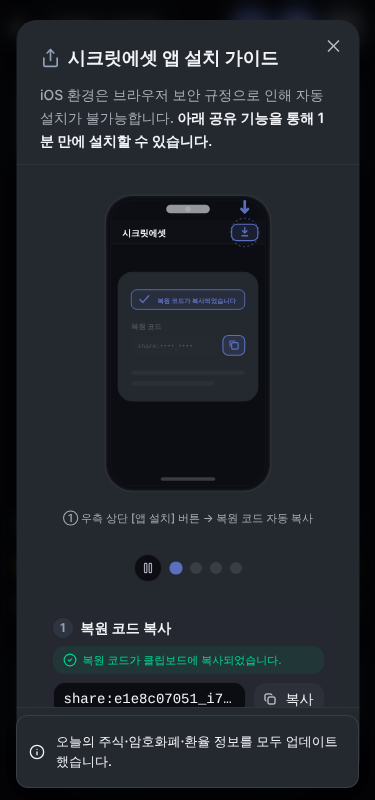 시크릿에셋 앱 설치 가이드
iOS 환경은 브라우저 보안 규정으로 인해 자동
설치가 불가능합니다. 아래 공유 기능을 통해 1
분 만에 설치할 수 있습니다.
시크릿에셋
복원 코드가 복사되었습니다
복원 코드
share:•••• ••••
① 우측 상단 [앱 설치] 버튼 → 복원 코드 자동 복사
1 복원 코드 복사
복원 코드가 클립보드에 복사되었습니다.
share:e1e8c07051_i7… 복사
오늘의 주식·암호화폐·환율 정보를 모두 업데이트
했습니다.